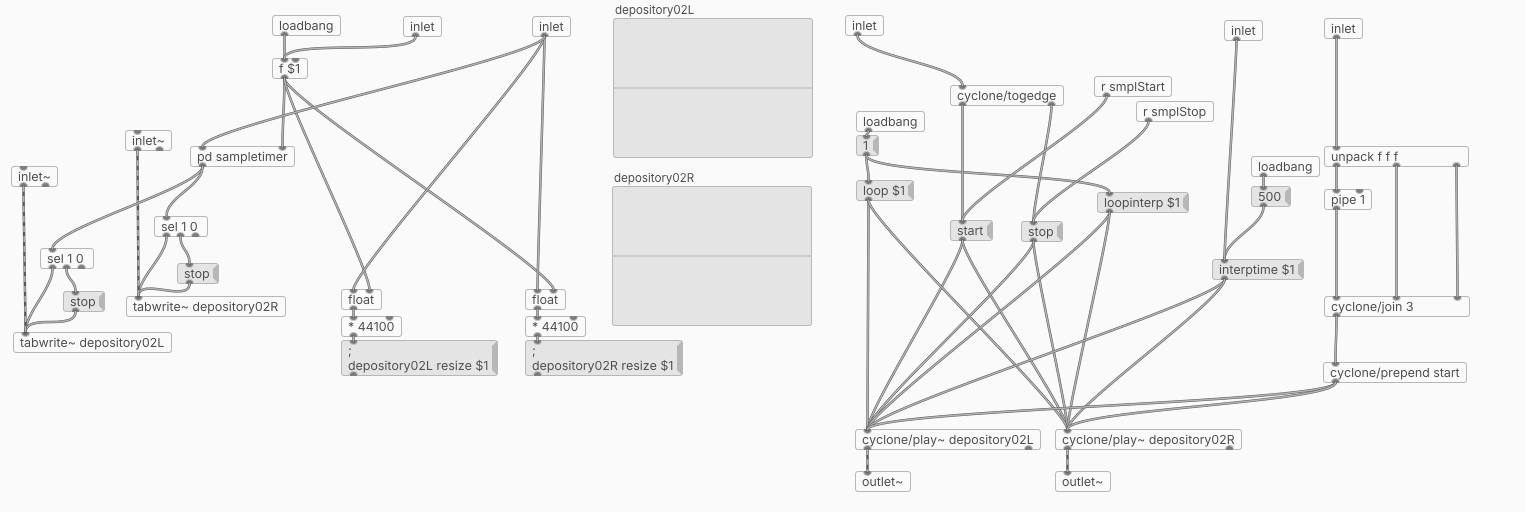 depository02L
loadbang
inlet
inlet
inlet
inlet
inlet
f $1
r smplStart
cyclone/togedge
r smplStop
loadbang
inlet~
1
pd sampletimer
unpack f f f
loadbang
inlet~
depository02R
loop $1
500
pipe 1
loopinterp $1
sel 1 0
start
stop
sel 1 0
stop
interptime $1
stop
float
float
tabwrite~ depository02R
cyclone/join 3
* 44100
* 44100
tabwrite~ depository02L
;
depository02L resize $1
;
depository02R resize $1
cyclone/prepend start
cyclone/play~ depository02L
cyclone/play~ depository02R
outlet~
outlet~